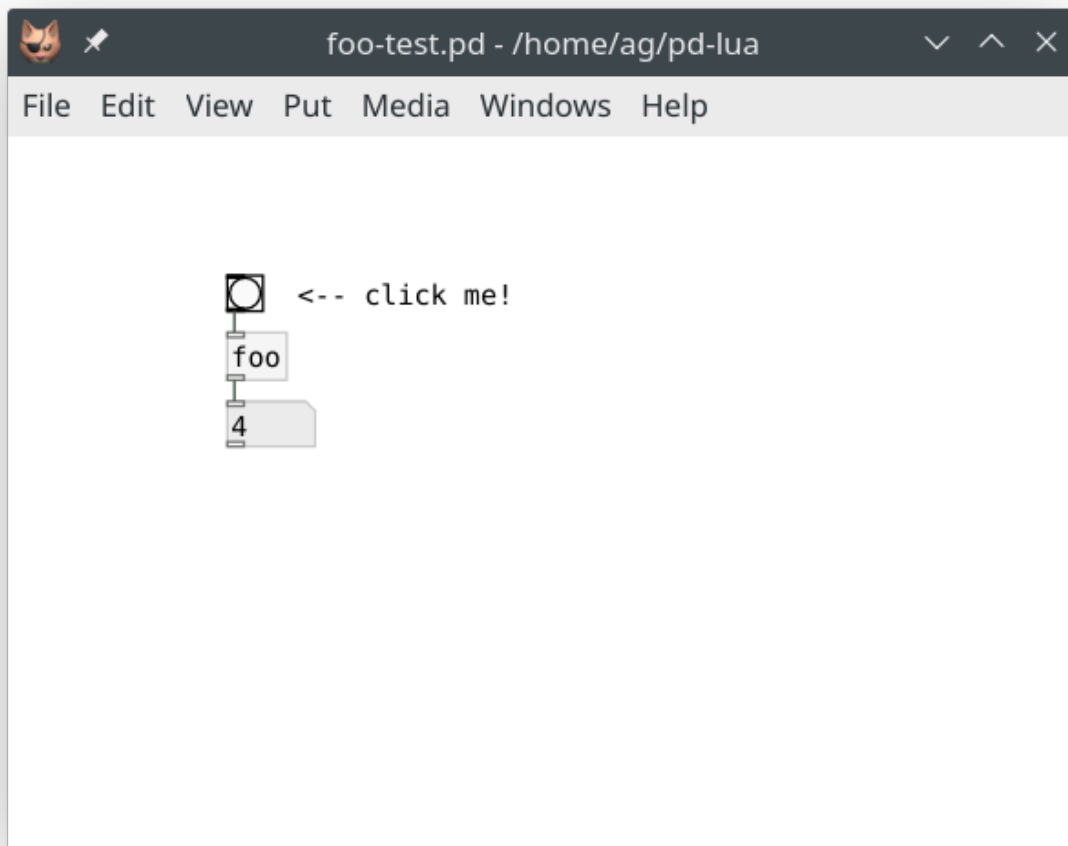 foo-test.pd - /home/ag/pd-lua
File Edit View Put Media Windows Help
<-- click me!
foo
4